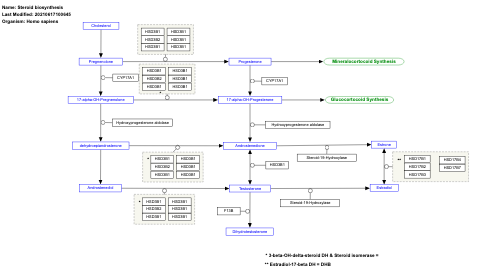 Name: Steroid biosynthesis
Last Modified: 20210617100645
Organism: Homo sapiens
Cholesterol
HSD3B1 HSD3B1
HSD3B2 HSD3B1
HSD3B1 HSD3B1
Pregnenolone
Progesterone
Mineralocorticoid Synthesis
HSD3B1 HSD3B1
HSD3B2 HSD3B1
HSD3B1 HSD3B1
*
CYP17A1
CYP17A1
17-alpha-OH-Pregnenolone
17-alpha-OH-Progesterone
Glucocorticoid Synthesis
Hydroxyprogesterone aldolase
Hydroxyprogesterone aldolase
dehydroepiandrosterone
Androstenedione
Estrone
Steroid-19-Hydroxylase
* HSD3B1 HSD3B1
HSD3B2 HSD3B1
HSD3B1 HSD3B1
HSD3B1
** HSD17B1 HSD17B4
HSD17B2 HSD17B7
HSD17B3
Androstenediol
Testosterone
Estradiol
* HSD3B1 HSD3B1
HSD3B2 HSD3B1
HSD3B1 HSD3B1
Steroid-19-Hydroxylase
F13B
Dihydrotestosterone
* 3-beta-OH-delta-steroid DH & Steroid isomerase =
** Estradiol-17-beta DH = DHB